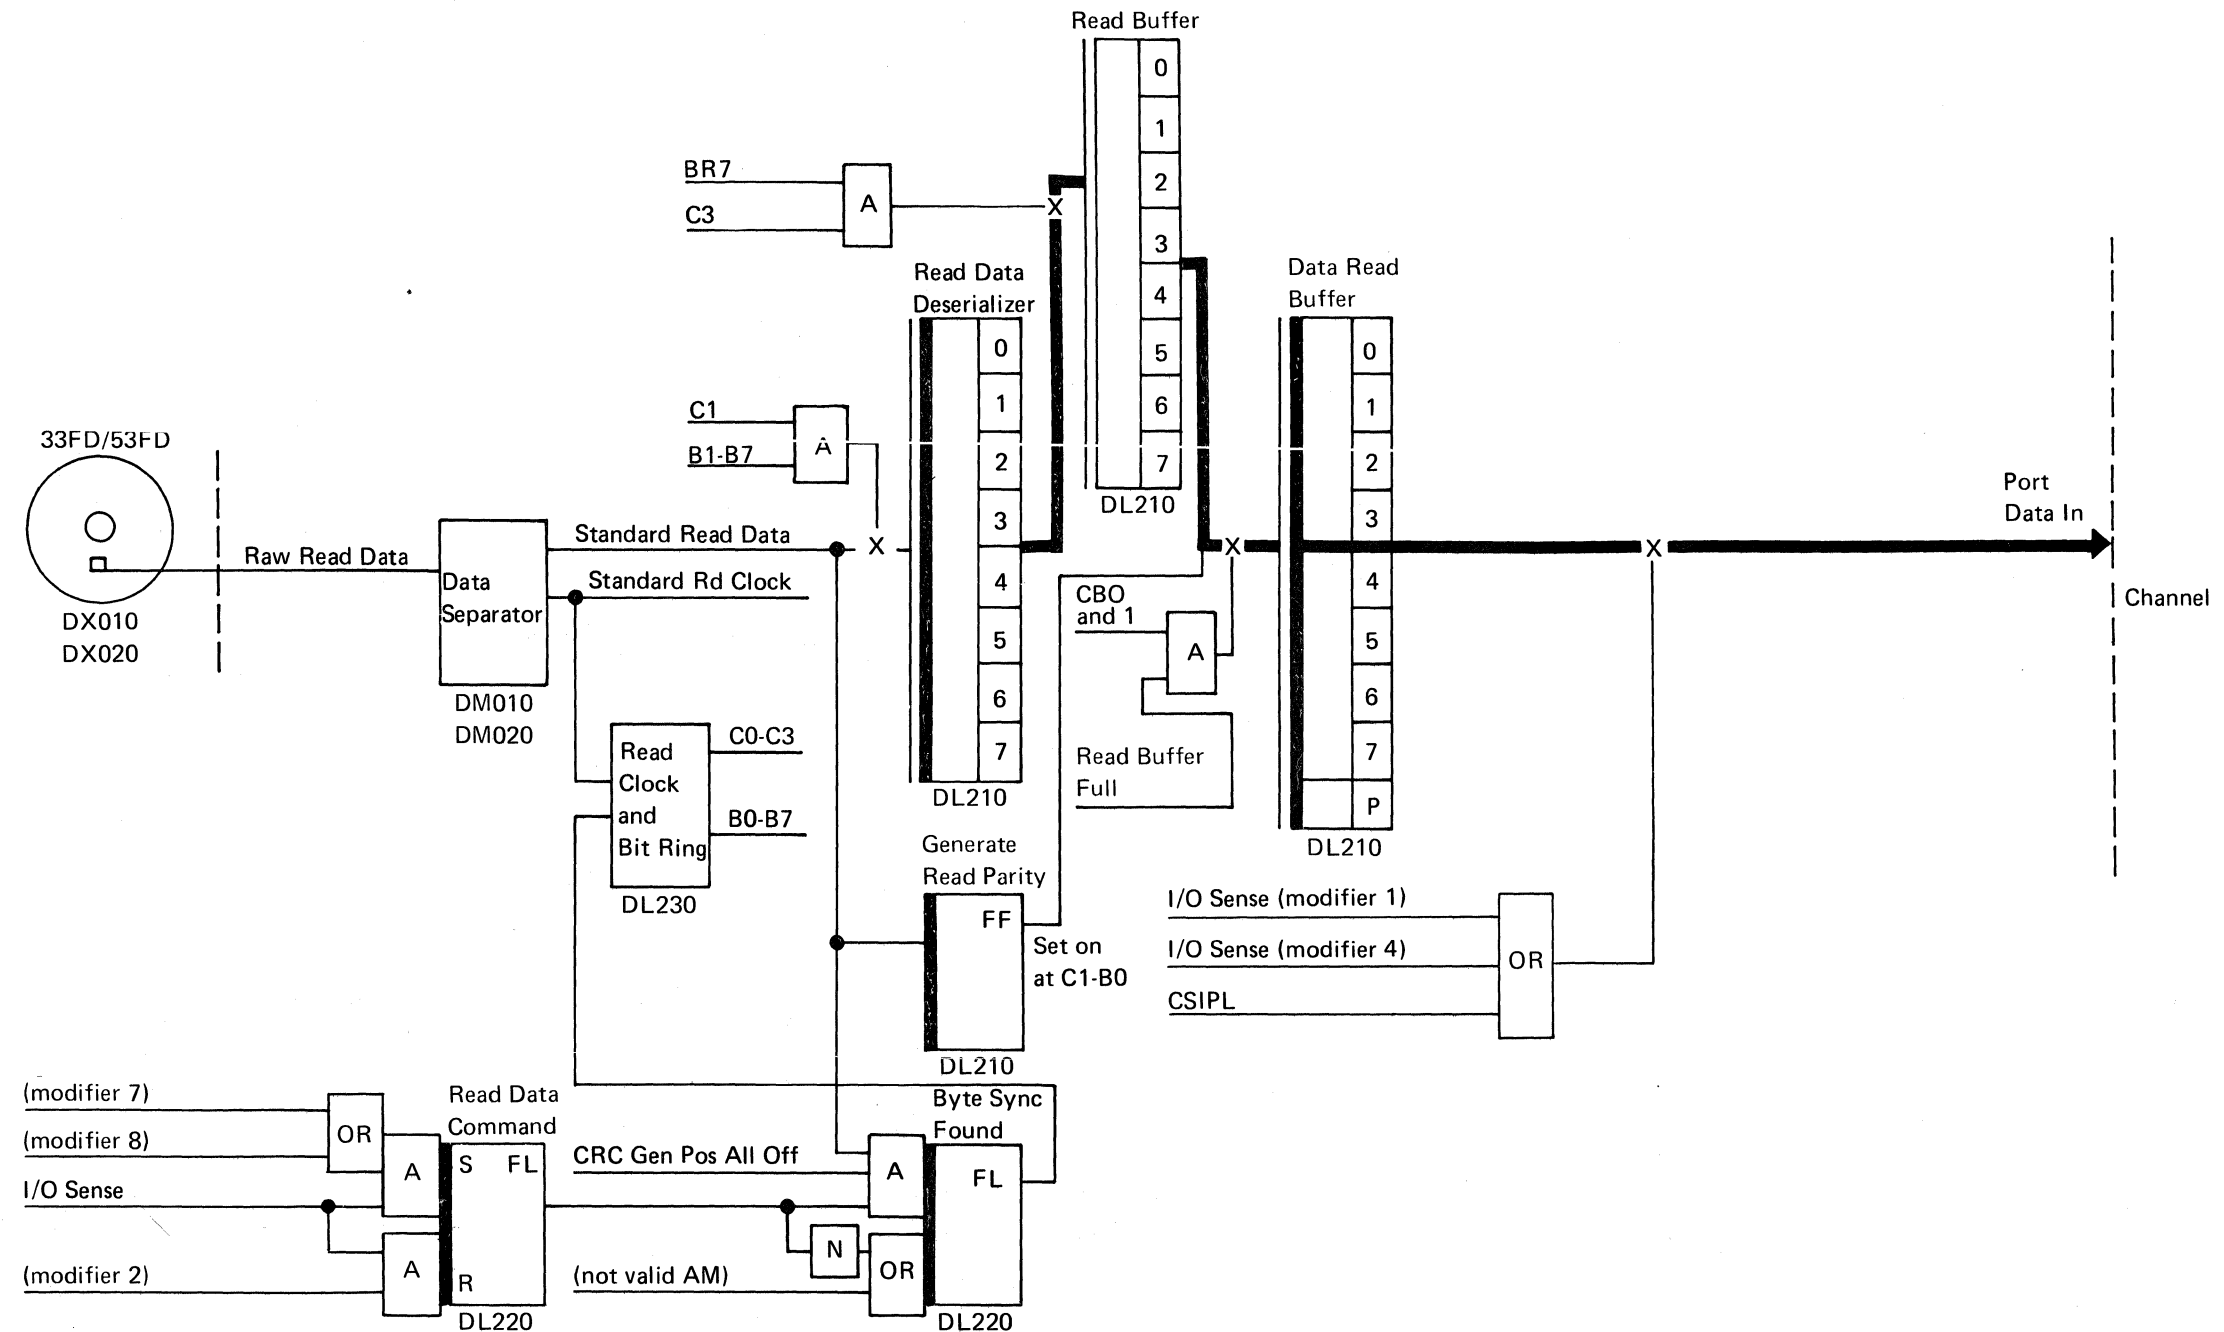 Read Buffer
0
1
2
3
4
5
6
7
DL210
BR7
C3
A
X
Read Data
Deserializer
0
1
2
3
4
5
6
7
DL210
C1
B1-B7
A
X
Data Read
Buffer
0
1
2
3
4
5
6
7
P
DL210
33FD/53FD
DX010
DX020
Raw Read Data
Data
Separator
DM010
DM020
Standard Read Data
Standard Rd Clock
Read
Clock
and
Bit Ring
DL230
C0-C3
B0-B7
X
CBO
and 1
A
Read Buffer
Full
X
Port
Data In
Channel
Generate
Read Parity
FF
Set on
at C1-B0
DL210
I/O Sense (modifier 1)
I/O Sense (modifier 4)
CSIPL
OR
(modifier 7)
(modifier 8)
I/O Sense
(modifier 2)
OR
A
A
Read Data
Command
S FL
R
DL220
CRC Gen Pos All Off
(not valid AM)
N
A
OR
Byte Sync
Found
FL
DL220